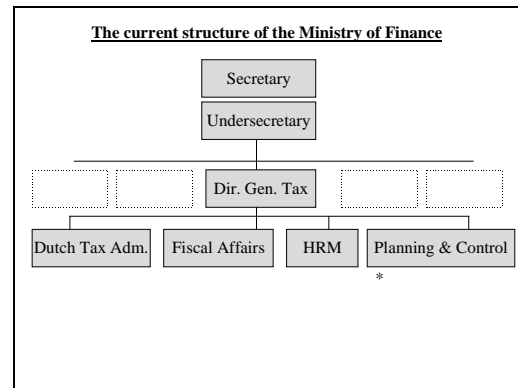 The current structure of the Ministry of Finance
Secretary
Undersecretary
Dir. Gen. Tax
Dutch Tax Adm.
Fiscal Affairs
HRM
Planning & Control
*